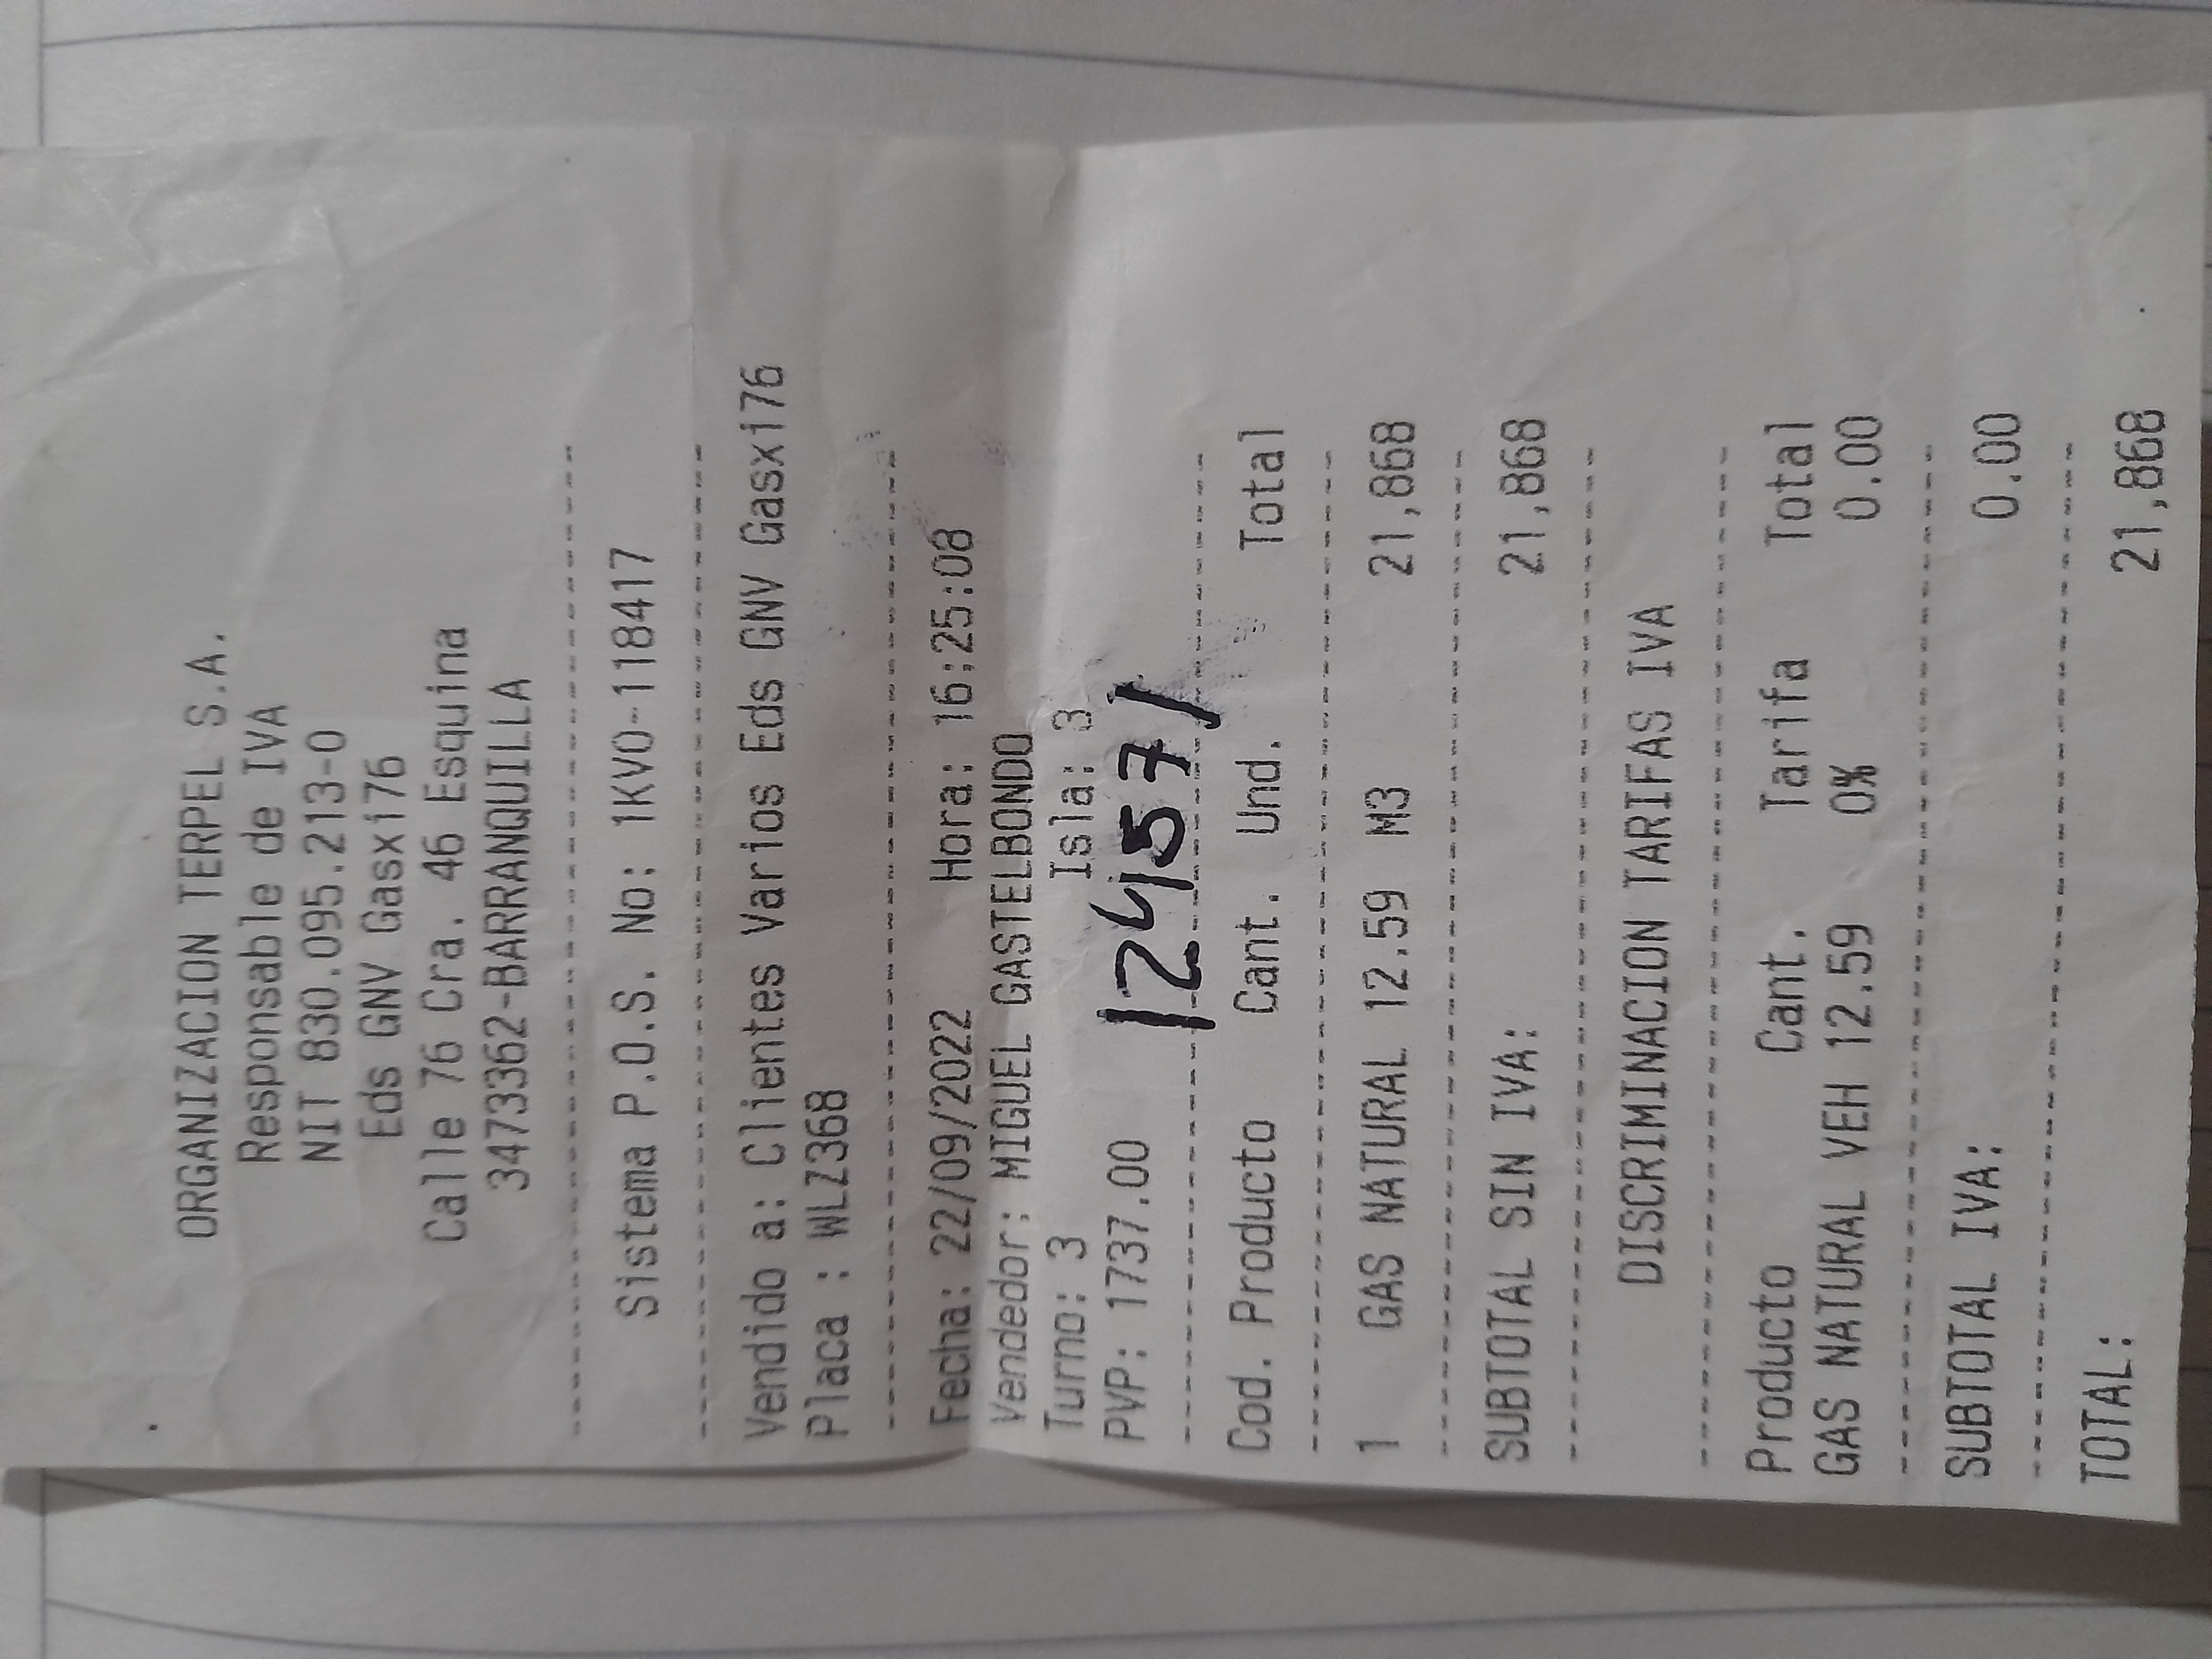 ORGANIZACION TERPEL S.A.
Responsable de IVA
NIT 830.095.213-0
Eds GNV Gasxi76
Calle 76 Cra. 46 Esquina
3473362-BARRANQUILLA
Sistema P.O.S. No: 1KV0-118417
Vendido a: Clientes Varios Eds GNV Gasxi76
Placa : WLZ368
Fecha: 22/09/2022 Hora: 16:25:08
Vendedor: MIGUEL GASTELBONDO
Turno: 3 Isla: 3
PVP: 1737.00
124571
Cod. Producto Cant. Und. Total
1 GAS NATURAL 12.59 M3 21,868
SUBTOTAL SIN IVA: 21,868
DISCRIMINACION TARIFAS IVA
Producto Cant. Tarifa Total
GAS NATURAL VEH 12.59 0% 0.00
SUBTOTAL IVA: 0.00
TOTAL: 21,868